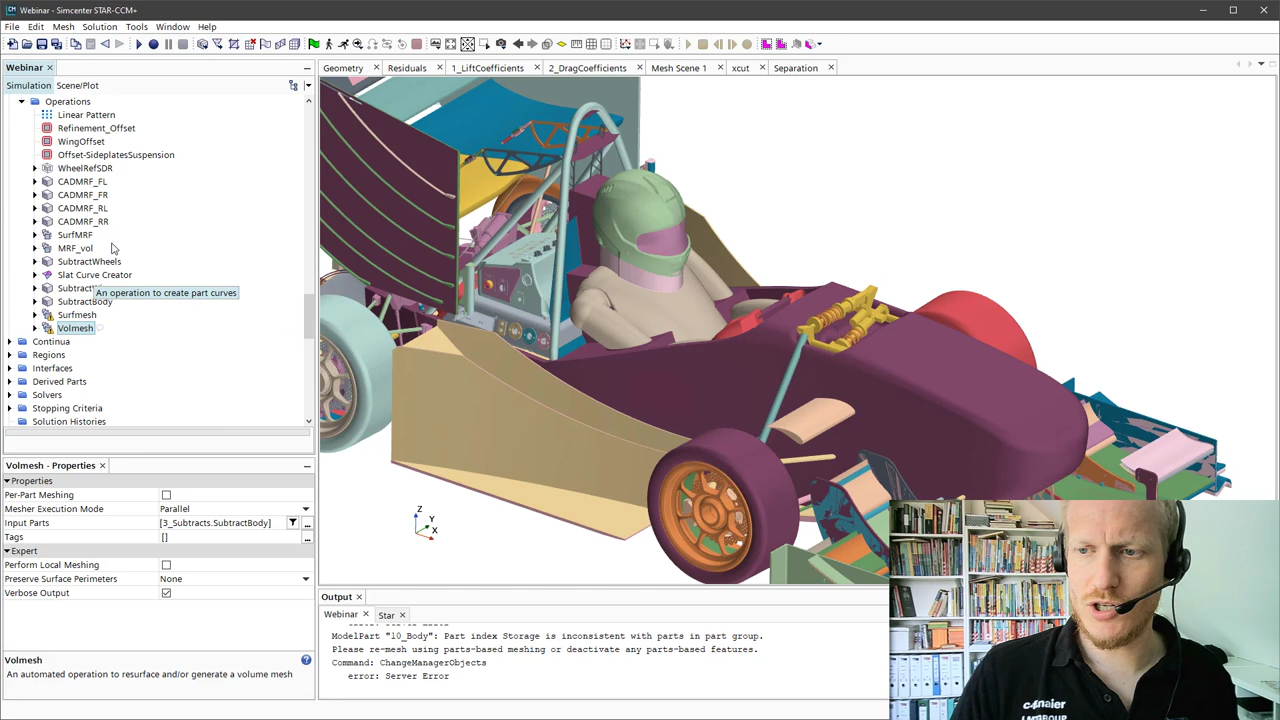 Webinar - Simcenter STAR-CCM+
File Edit Mesh Solution Tools Window Help
Webinar
Simulation Scene/Plot
Operations
Linear Pattern
Refinement_Offset
WingOffset
Offset-SideplatesSuspension
WheelRefSDR
CADMRF_FL
CADMRF_FR
CADMRF_RL
CADMRF_RR
SurfMRF
MRF_vol
SubtractWheels
Slat Curve Creator
An operation to create part curves
SubtractBody
Surfmesh
Volmesh
Continua
Regions
Interfaces
Derived Parts
Solvers
Stopping Criteria
Solution Histories
Volmesh - Properties
Properties
Per-Part Meshing
Mesher Execution Mode Parallel
Input Parts [3_Subtracts.SubtractBody]
Tags []
Expert
Perform Local Meshing
Preserve Surface Perimeters None
Verbose Output
Volmesh
An automated operation to resurface and/or generate a volume mesh
Geometry Residuals 1_LiftCoefficients 2_DragCoefficients Mesh Scene 1 xcut Separation
Z
Y
X
Output
Webinar Star
ModelPart "10_Body": Part index Storage is inconsistent with parts in part group.
Please re-mesh using parts-based meshing or deactivate any parts-based features.
Command: ChangeManagerObjects
error: Server Error